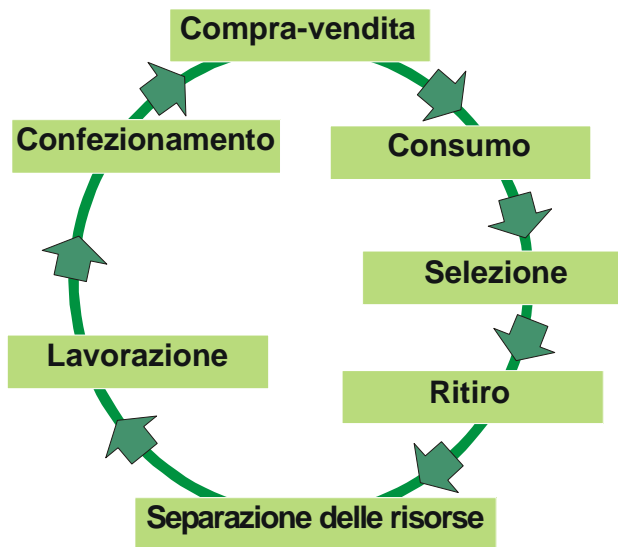 Compra-vendita
Consumo
Selezione
Ritiro
Separazione delle risorse
Lavorazione
Confezionamento